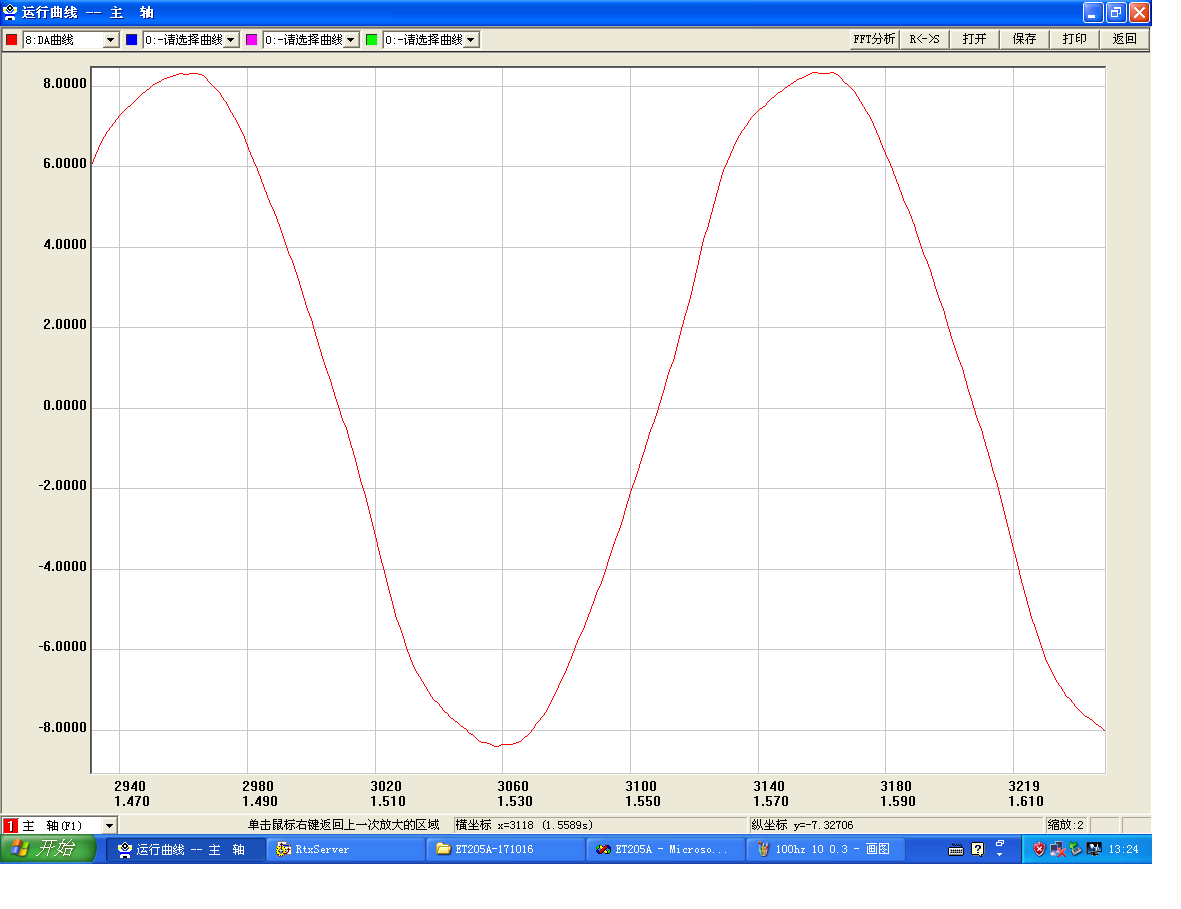 运行曲线 -- 主 轴
8:DA曲线 0:-请选择曲线 0:-请选择曲线 0:-请选择曲线 FFT分析 R<->S 打开 保存 打印 返回
8.0000
6.0000
4.0000
2.0000
0.0000
-2.0000
-4.0000
-6.0000
-8.0000
2940 2980 3020 3060 3100 3140 3180 3219
1.470 1.490 1.510 1.530 1.550 1.570 1.590 1.610
1 主 轴(F1) 单击鼠标右键返回上一次放大的区域 横坐标 x=3118 (1.5589s) 纵坐标 y=-7.32706 缩放:2
开始 运行曲线 -- 主 轴 RtxServer ET205A-171016 ET205A - Microso... 100hz 10 0.3 - 画图 13:24